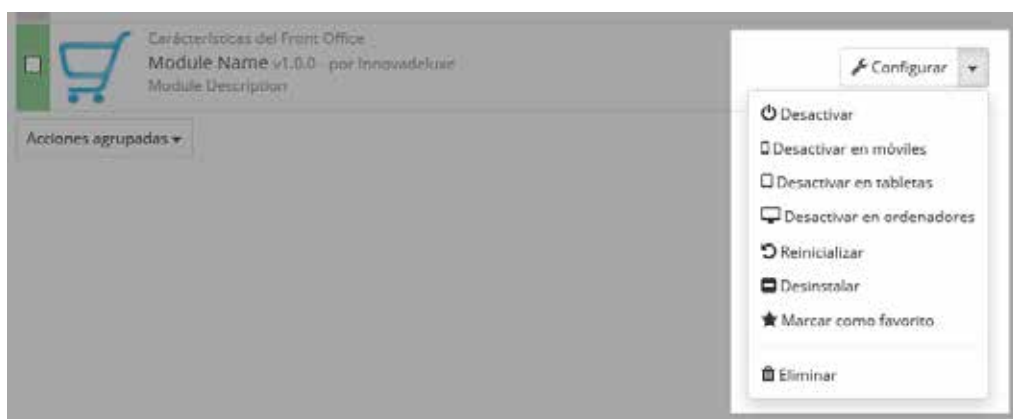 Carácterísticas del Front Office
Module Name v1.0.0 - por Innovadeluxe
Module Description
Configurar
Acciones agrupadas
Desactivar
Desactivar en móviles
Desactivar en tabletas
Desactivar en ordenadores
Reinicializar
Desinstalar
Marcar como favorito
Eliminar